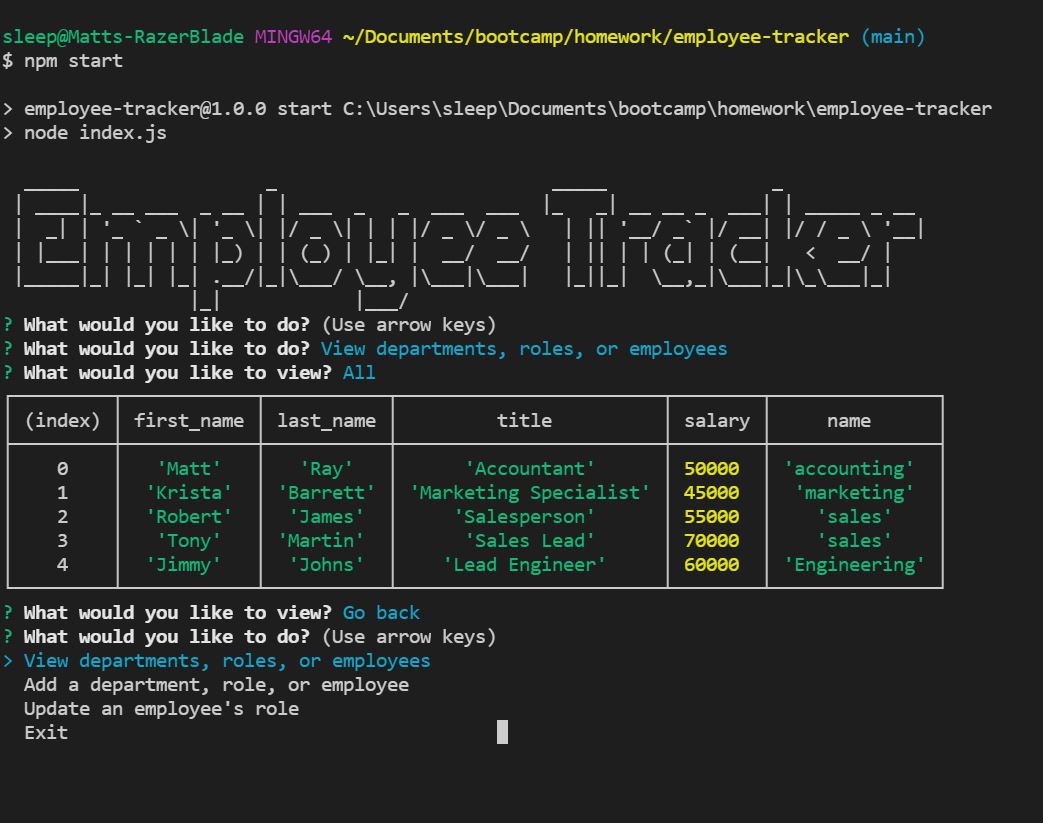 sleep@Matts-RazerBlade MINGW64 ~/Documents/bootcamp/homework/employee-tracker (main)
$ npm start
> employee-tracker@1.0.0 start C:\Users\sleep\Documents\bootcamp\homework\employee-tracker
> node index.js
Employee Tracker
? What would you like to do? (Use arrow keys)
? What would you like to do? View departments, roles, or employees
? What would you like to view? All
(index) first_name last_name title salary name
0 'Matt' 'Ray' 'Accountant' 50000 'accounting'
1 'Krista' 'Barrett' 'Marketing Specialist' 45000 'marketing'
2 'Robert' 'James' 'Salesperson' 55000 'sales'
3 'Tony' 'Martin' 'Sales Lead' 70000 'sales'
4 'Jimmy' 'Johns' 'Lead Engineer' 60000 'Engineering'
? What would you like to view? Go back
? What would you like to do? (Use arrow keys)
> View departments, roles, or employees
Add a department, role, or employee
Update an employee's role
Exit